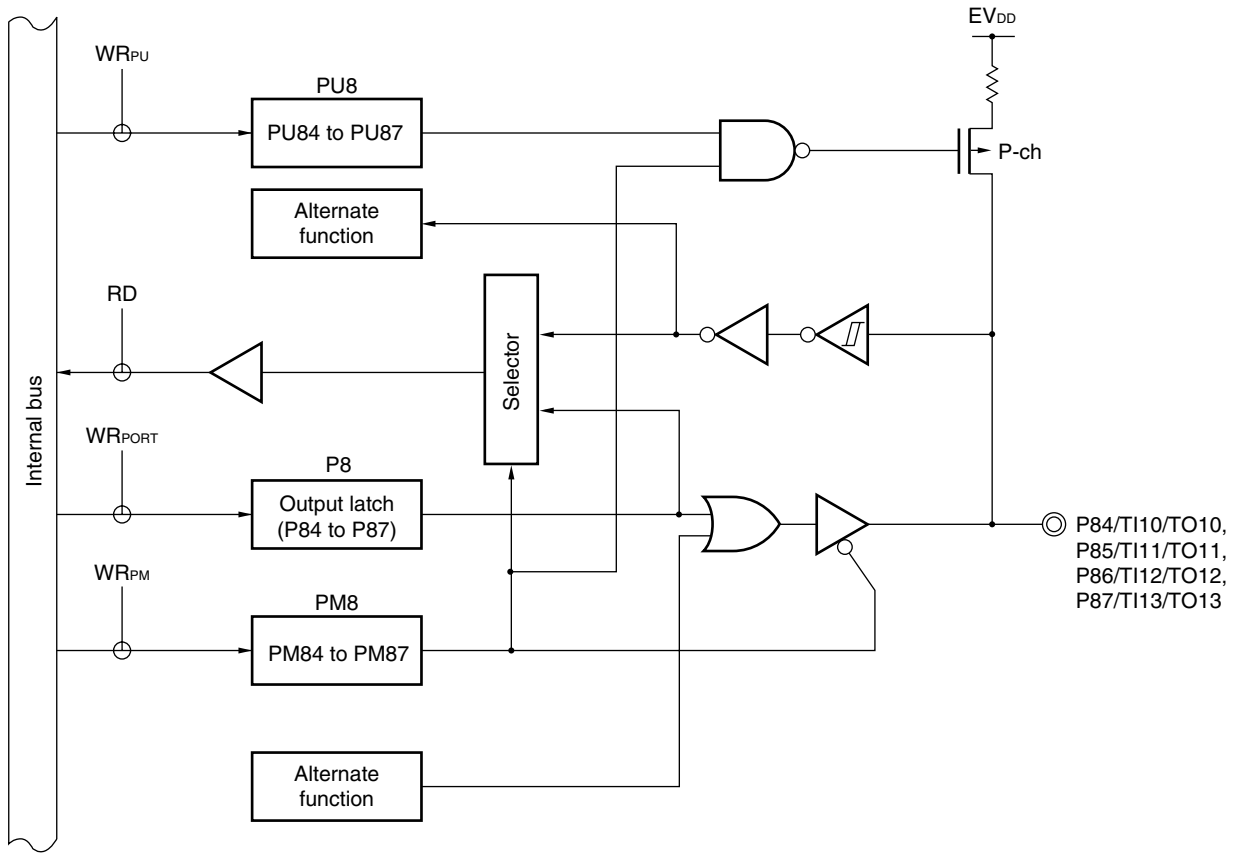 EVDD
WRPU
PU8
PU84 to PU87
P-ch
Alternate
function
RD
Selector
Internal bus
WRPORT
P8
Output latch
(P84 to P87)
P84/TI10/TO10,
P85/TI11/TO11,
P86/TI12/TO12,
P87/TI13/TO13
WRPM
PM8
PM84 to PM87
Alternate
function